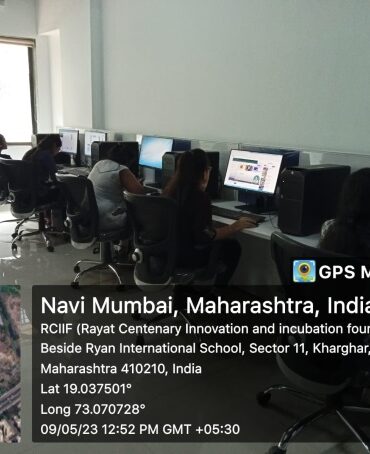 GPS M
Navi Mumbai, Maharashtra, India
RCIIF (Rayat Centenary Innovation and incubation four
Beside Ryan International School, Sector 11, Kharghar,
Maharashtra 410210, India
Lat 19.037501°
Long 73.070728°
09/05/23 12:52 PM GMT +05:30